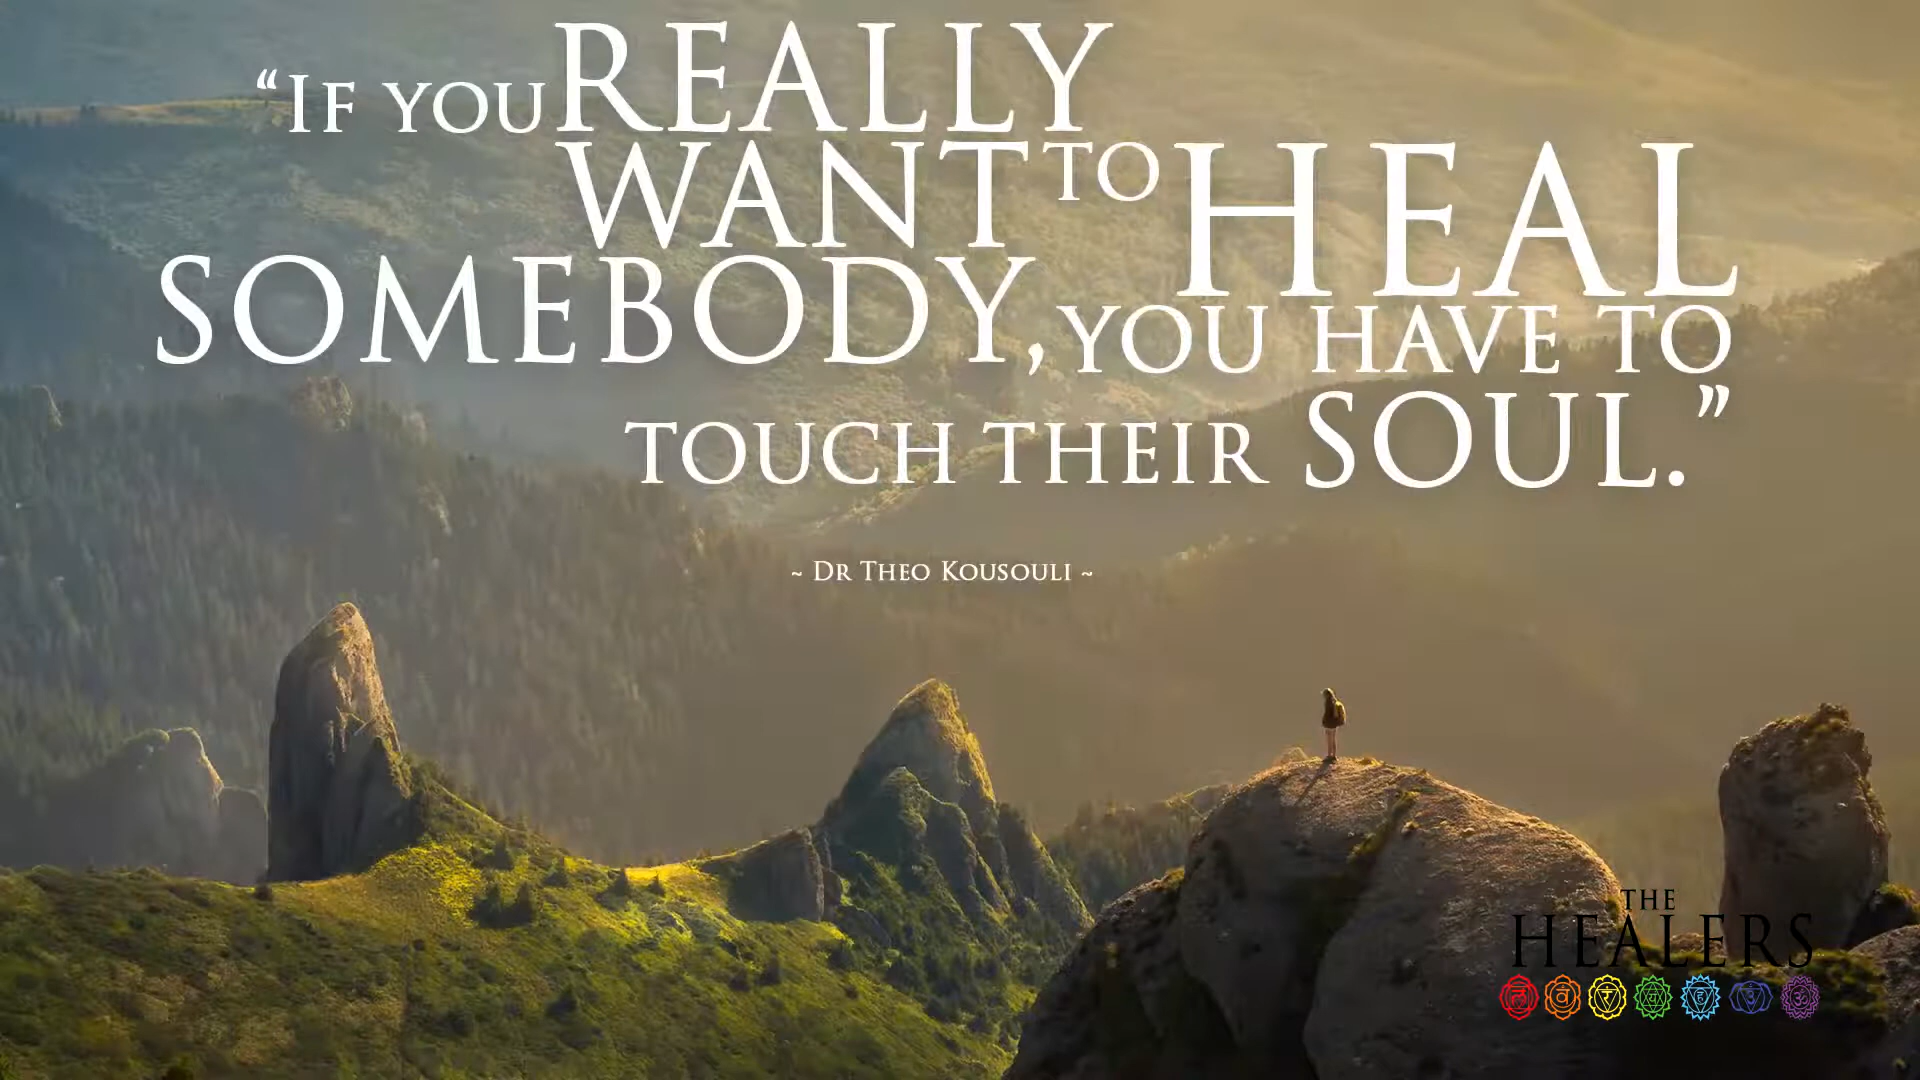 “IF YOU REALLY
WANT TO HEAL
SOMEBODY, YOU HAVE TO
TOUCH THEIR SOUL.”
~ DR THEO KOUSOULI ~
THE
HEALERS
लं वं रं यं हं ॐ ॐ